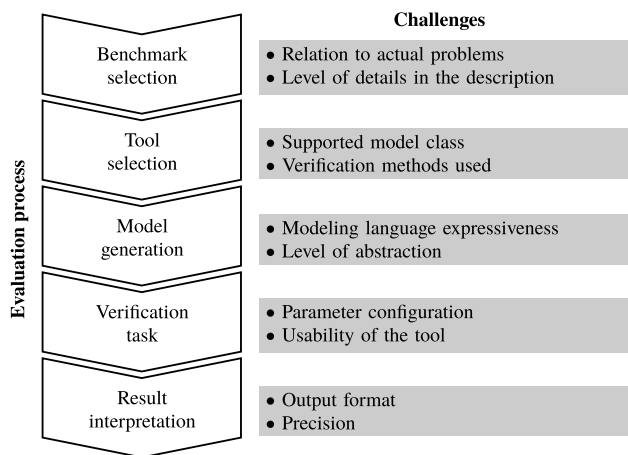 Challenges
Evaluation process
Benchmark
selection
• Relation to actual problems
• Level of details in the description
Tool
selection
• Supported model class
• Verification methods used
Model
generation
• Modeling language expressiveness
• Level of abstraction
Verification
task
• Parameter configuration
• Usability of the tool
Result
interpretation
• Output format
• Precision